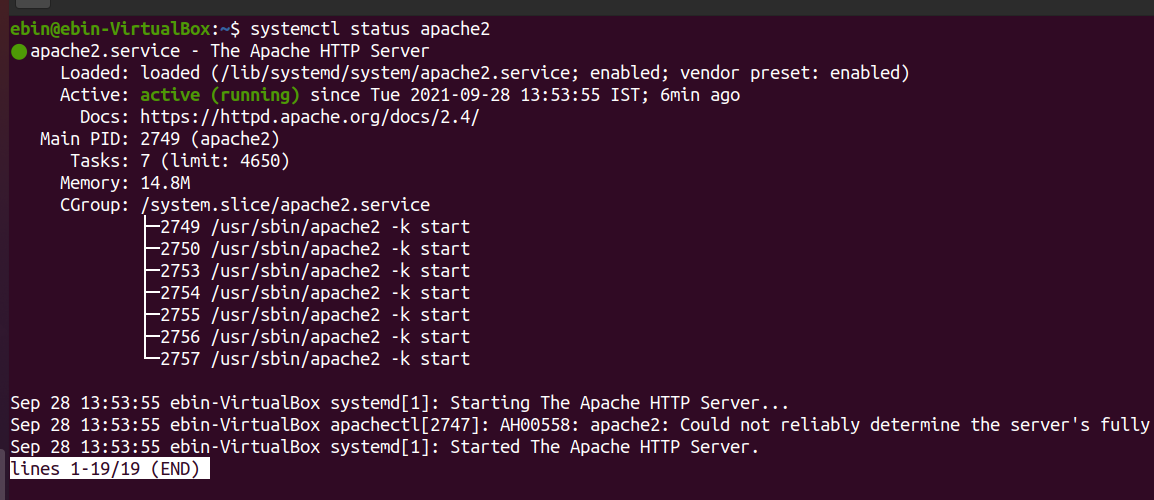 ebin@ebin-VirtualBox:~$ systemctl status apache2
● apache2.service - The Apache HTTP Server
     Loaded: loaded (/lib/systemd/system/apache2.service; enabled; vendor preset: enabled)
     Active: active (running) since Tue 2021-09-28 13:53:55 IST; 6min ago
       Docs: https://httpd.apache.org/docs/2.4/
   Main PID: 2749 (apache2)
      Tasks: 7 (limit: 4650)
     Memory: 14.8M
     CGroup: /system.slice/apache2.service
             ├─2749 /usr/sbin/apache2 -k start
             ├─2750 /usr/sbin/apache2 -k start
             ├─2753 /usr/sbin/apache2 -k start
             ├─2754 /usr/sbin/apache2 -k start
             ├─2755 /usr/sbin/apache2 -k start
             ├─2756 /usr/sbin/apache2 -k start
             └─2757 /usr/sbin/apache2 -k start

Sep 28 13:53:55 ebin-VirtualBox systemd[1]: Starting The Apache HTTP Server...
Sep 28 13:53:55 ebin-VirtualBox apachectl[2747]: AH00558: apache2: Could not reliably determine the server's fully
Sep 28 13:53:55 ebin-VirtualBox systemd[1]: Started The Apache HTTP Server.
lines 1-19/19 (END)